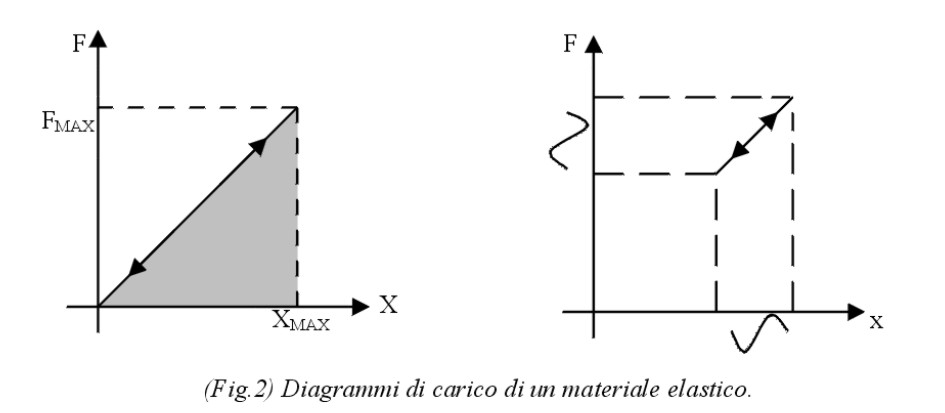 F
F
F_MAX
X
X_MAX
x
(Fig.2) Diagrammi di carico di un materiale elastico.